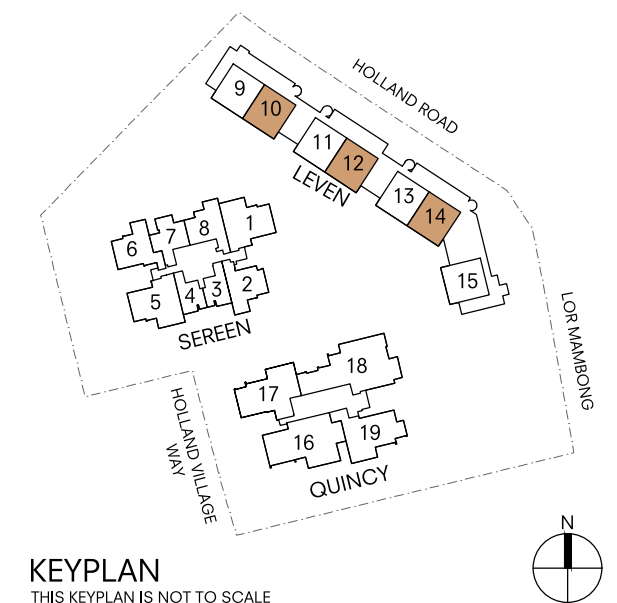 HOLLAND ROAD
9
10
11
12
LEVEN
13
14
15
LOR MAMBONG
1
8
7
6
5
4
3
2
SEREEN
18
17
16
19
QUINCY
HOLLAND VILLAGE
WAY
N
KEYPLAN
THIS KEYPLAN IS NOT TO SCALE